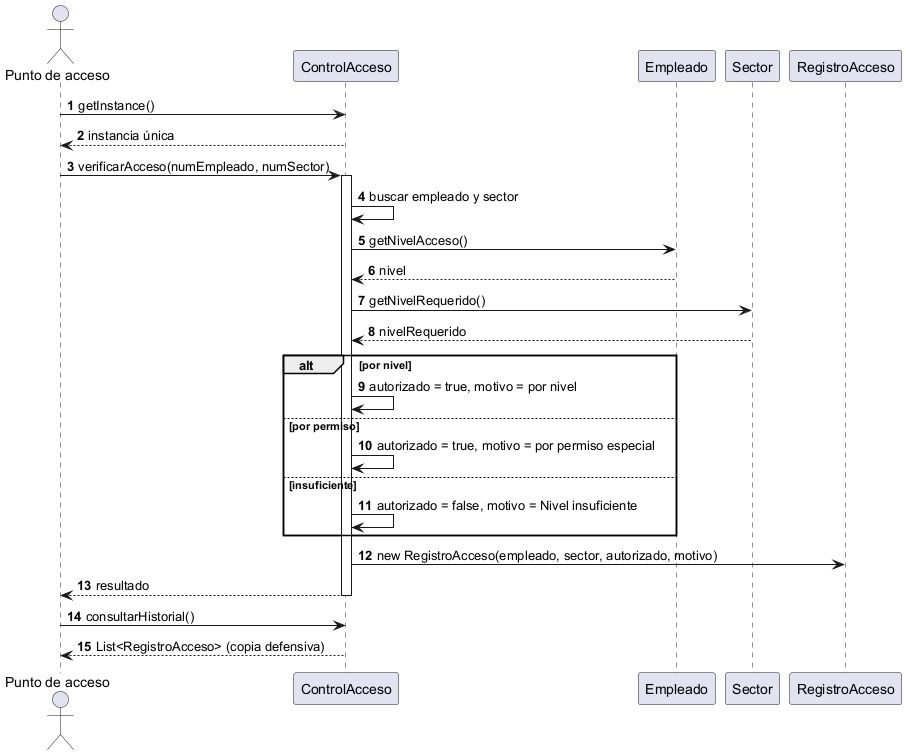 Punto de acceso
ControlAcceso
Empleado
Sector
RegistroAcceso
1 getInstance()
2 instancia única
3 verificarAcceso(numEmpleado, numSector)
4 buscar empleado y sector
5 getNivelAcceso()
6 nivel
7 getNivelRequerido()
8 nivelRequerido
alt [por nivel]
9 autorizado = true, motivo = por nivel
[por permiso]
10 autorizado = true, motivo = por permiso especial
[insuficiente]
11 autorizado = false, motivo = Nivel insuficiente
12 new RegistroAcceso(empleado, sector, autorizado, motivo)
13 resultado
14 consultarHistorial()
15 List<RegistroAcceso> (copia defensiva)
Punto de acceso
ControlAcceso
Empleado
Sector
RegistroAcceso